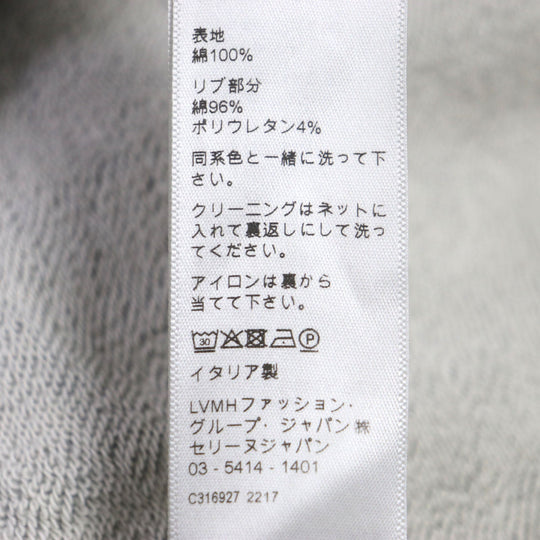 表地
綿100%
リブ部分
綿96%
ポリウレタン4%
同系色と一緒に洗って下
さい。
クリーニングはネットに
入れて裏返しにして洗っ
てください。
アイロンは裏から
当てて下さい。
30 P
イタリア製
LVMHファッション・
グループ・ジャパン㈱
セリーヌジャパン
03 - 5414 - 1401
C316927 2217